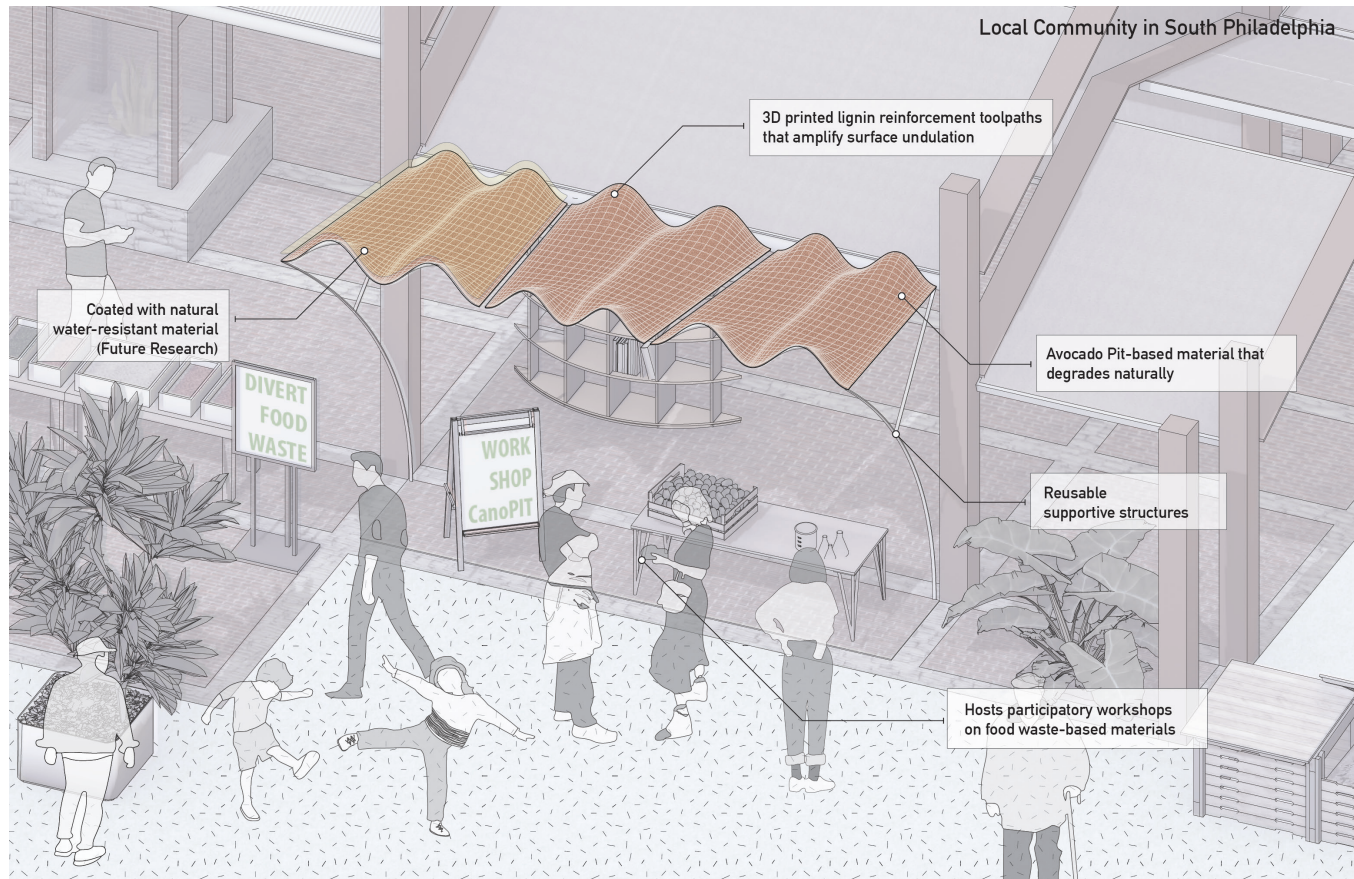 Local Community in South Philadelphia
3D printed lignin reinforcement toolpaths
that amplify surface undulation
Coated with natural
water-resistant material
(Future Research)
Avocado Pit-based material that
degrades naturally
DIVERT
FOOD
WASTE
WORK
SHOP
CanoPIT
Reusable
supportive structures
Hosts participatory workshops
on food waste-based materials